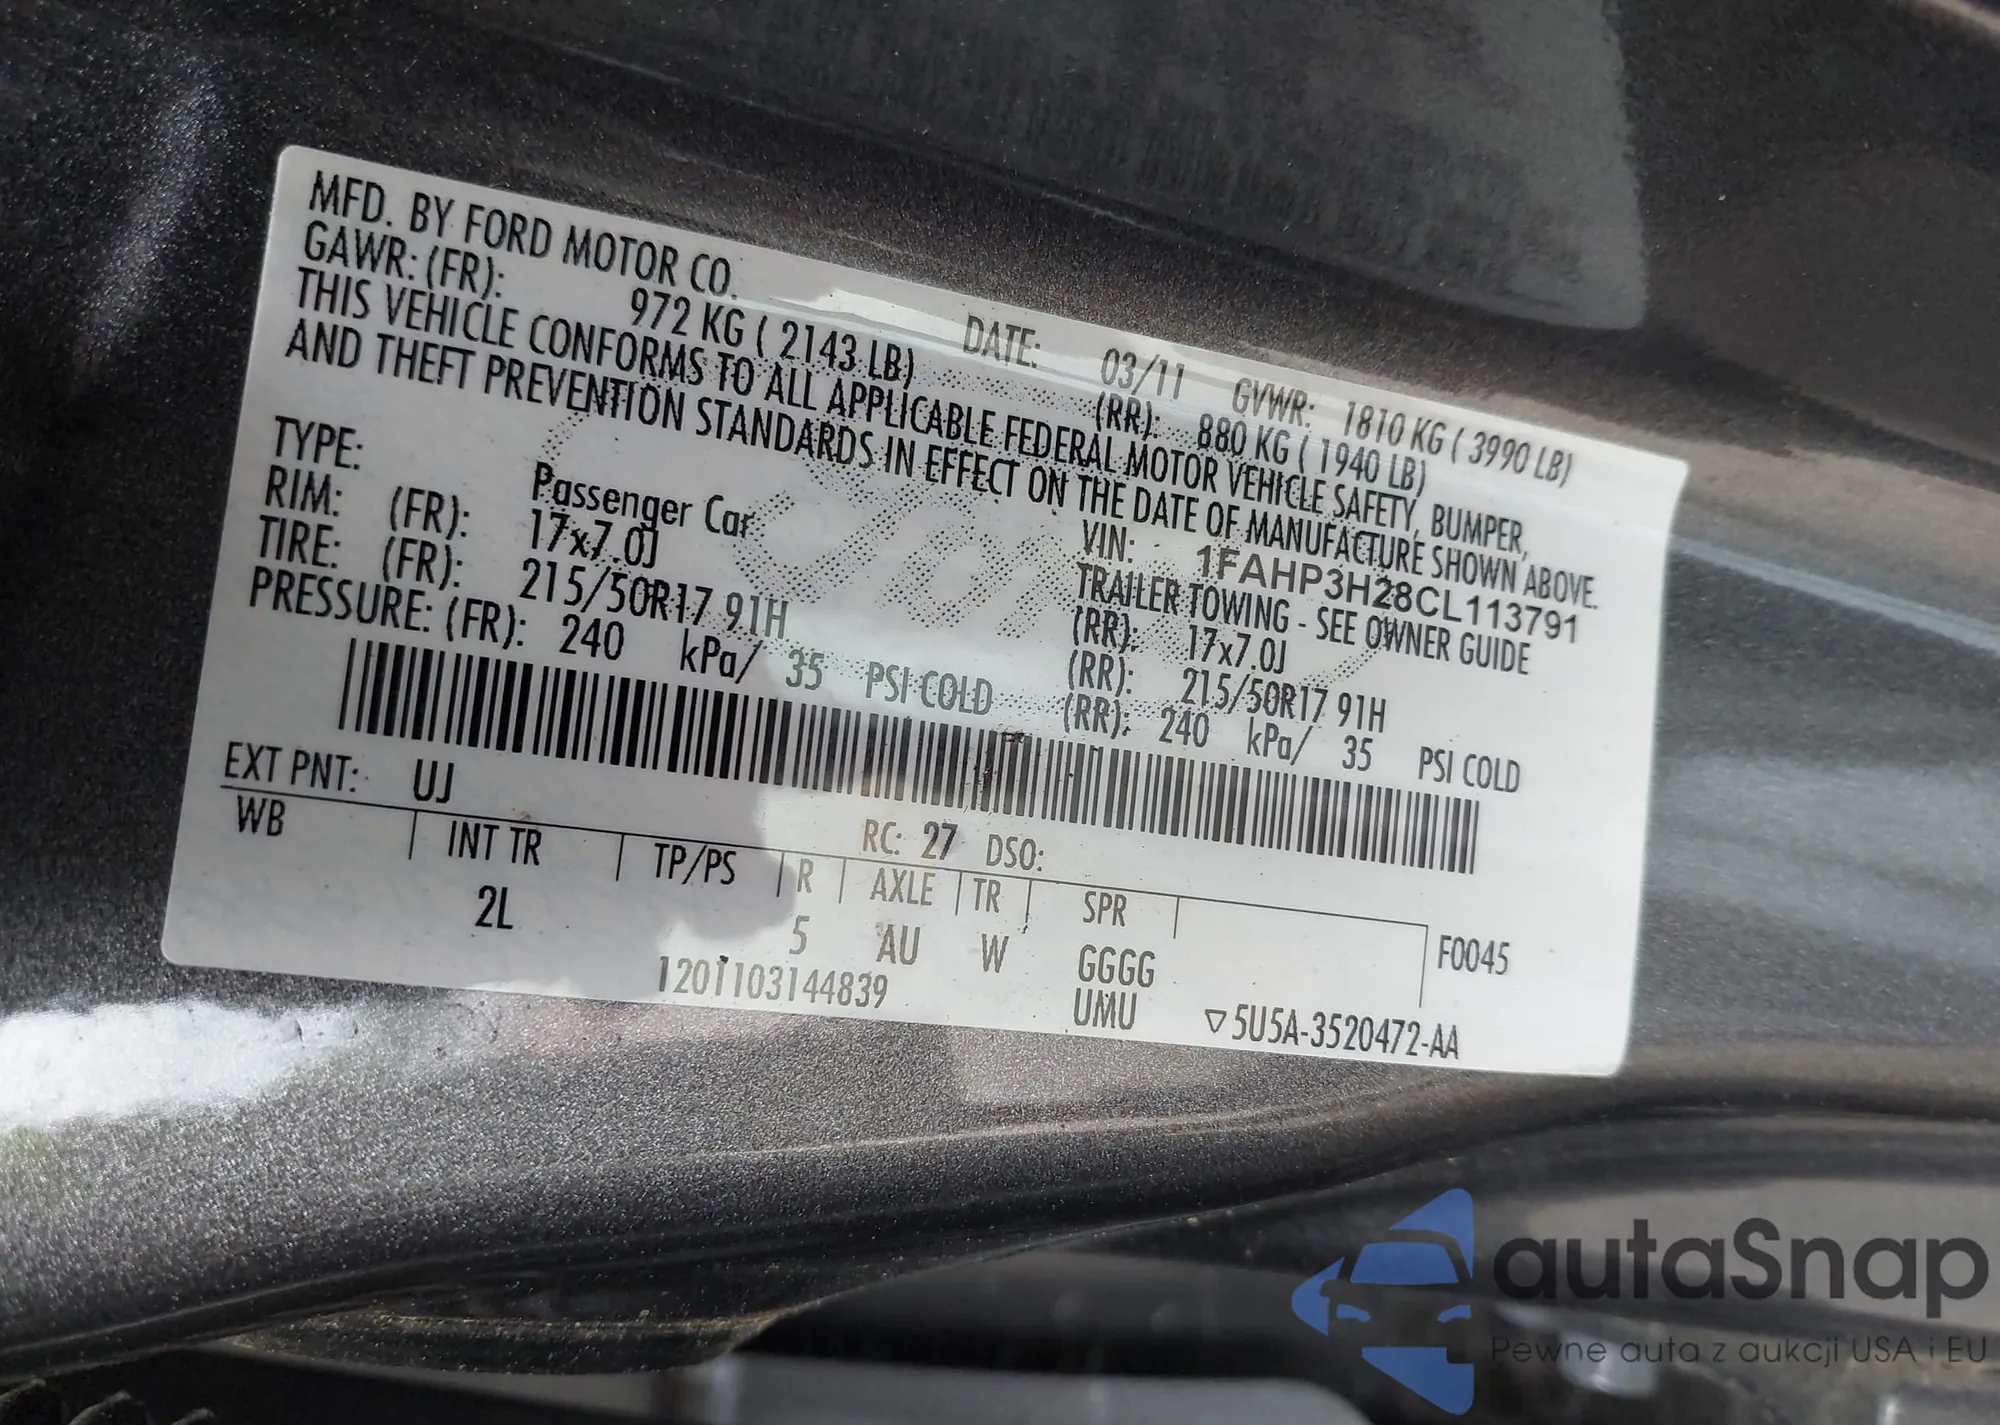 MFD. BY FORD MOTOR CO. DATE: 03/11 GVWR: 1810 KG ( 3990 LB)
GAWR: (FR): 972 KG ( 2143 LB) (RR): 880 KG ( 1940 LB)
THIS VEHICLE CONFORMS TO ALL APPLICABLE FEDERAL MOTOR VEHICLE SAFETY, BUMPER,
AND THEFT PREVENTION STANDARDS IN EFFECT ON THE DATE OF MANUFACTURE SHOWN ABOVE.
VIN: 1FAHP3H28CL113791
TYPE: Passenger Car TRAILER TOWING - SEE OWNER GUIDE
RIM: (FR): 17x7.0J (RR): 17x7.0J
TIRE: (FR): 215/50R17 91H (RR): 215/50R17 91H
PRESSURE: (FR): 240 kPa/ 35 PSI COLD (RR): 240 kPa/ 35 PSI COLD
EXT PNT: UJ RC: 27 DSO:
WB INT TR TP/PS R AXLE TR SPR F0045
2L 5 AU W GGGG
1201103144839 UMU ▽5U5A-3520472-AA
autaSnap
Pewne auta z aukcji USA i EU